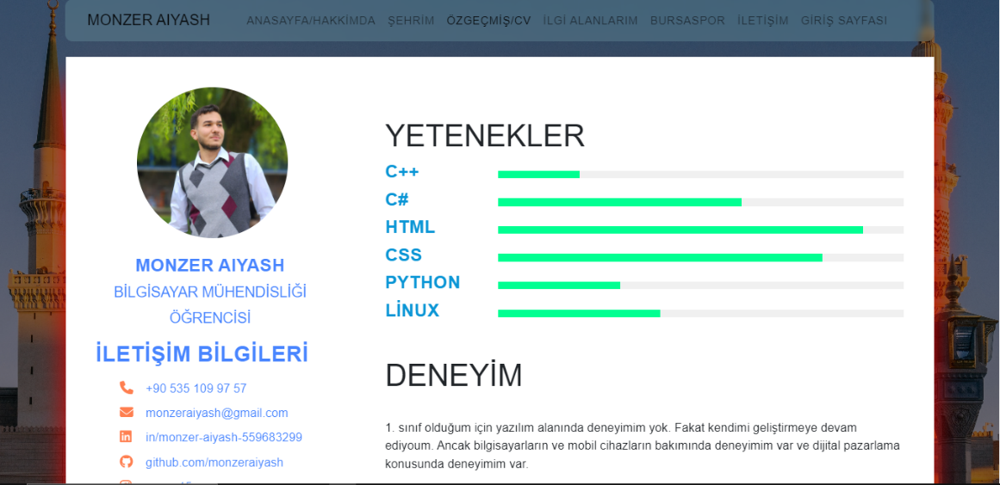 MONZER AIYASH
ANASAYFA/HAKKİMDA ŞEHRİM ÖZGEÇMİŞ/CV İLGİ ALANLARIM BURSASPOR İLETİŞİM GİRİŞ SAYFASI
MONZER AIYASH
BİLGİSAYAR MÜHENDİSLİĞİ
ÖĞRENCİSİ
İLETİŞİM BİLGİLERİ
+90 535 109 97 57
monzeraiyash@gmail.com
in/monzer-aiyash-559683299
github.com/monzeraiyash
YETENEKLER
C++
C#
HTML
CSS
PYTHON
LİNUX
DENEYİM
1. sınıf olduğum için yazılım alanında deneyimim yok. Fakat kendimi geliştirmeye devam
ediyoum. Ancak bilgisayarların ve mobil cihazların bakımında deneyimim var ve dijital pazarlama
konusunda deneyimim var.